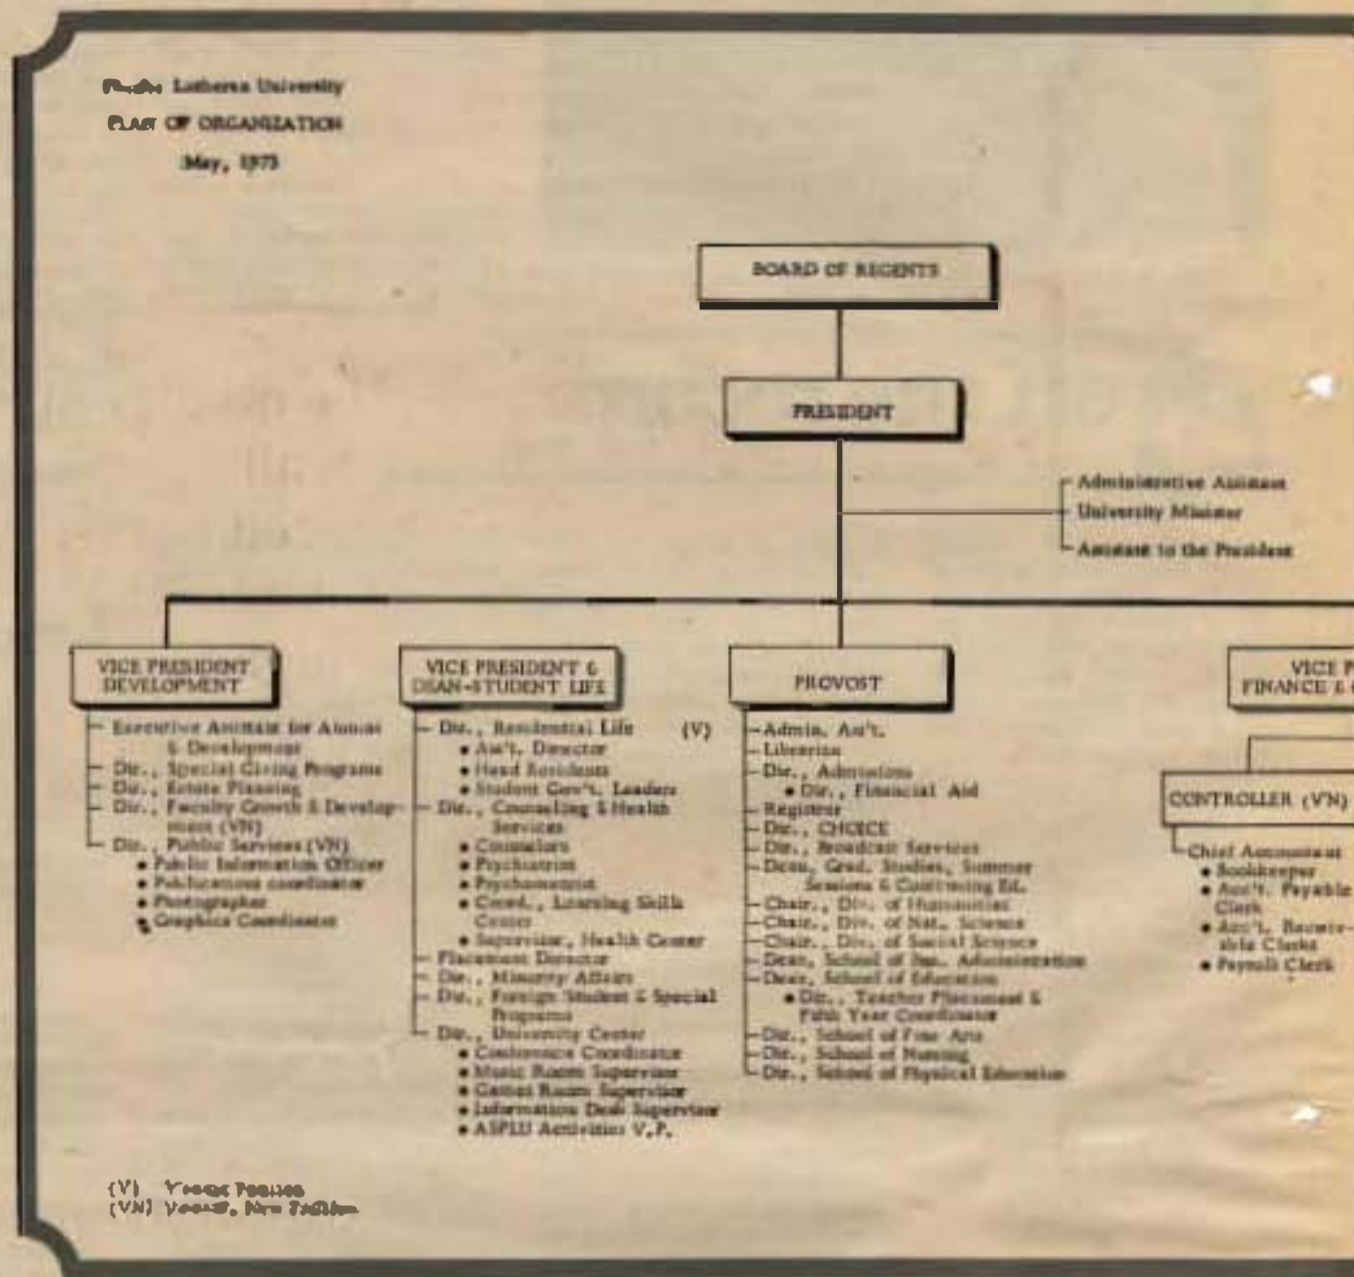 Lutheran University
OF ORGANIZATION
May, 1973
BOARD OF REGENTS
PRESIDENT
Administrative Assistant
University Minister
Assistant to the President
VICE PRESIDENT
DEVELOPMENT
Executive Assistant for Alumni
& Development
Dir., Special Giving Programs
Dir., Estate Planning
Dir., Faculty Growth & Develop-
ment (VN)
Dir., Public Services (VN)
• Public Information Officer
• Publications coordinator
• Photographer
• Graphics Coordinator
VICE PRESIDENT &
DEAN-STUDENT LIFE
Dir., Residential Life (V)
• Ass't. Director
• Head Residents
• Student Gov't. Leaders
Dir., Counseling & Health
Services
• Counselors
• Psychiatrist
• Psychometrist
• Coord., Learning Skills
Center
• Supervisor, Health Center
Placement Director
Dir., Minority Affairs
Dir., Foreign Student & Special
Programs
Dir., University Center
• Conference Coordinator
• Music Room Supervisor
• Games Room Supervisor
• Information Desk Supervisor
• ASPLU Activities V.P.
PROVOST
Admin. Ass't.
Librarian
Dir., Admissions
• Dir., Financial Aid
Registrar
Dir., CHOICE
Dir., Broadcast Services
Dean, Grad. Studies, Summer
Sessions & Continuing Ed.
Chair., Div. of Humanities
Chair., Div. of Nat. Science
Chair., Div. of Social Science
Dean, School of Bus. Administration
Dean, School of Education
• Dir., Teacher Placement &
Fifth Year Coordinator
Dir., School of Fine Arts
Dir., School of Nursing
Dir., School of Physical Education
VICE P
FINANCE &
CONTROLLER (VN)
Chief Accountant
• Bookkeeper
• Acc't. Payable
Clerk
• Acc't. Receiv-
able Clerks
• Payroll Clerk
(V)
(VN)